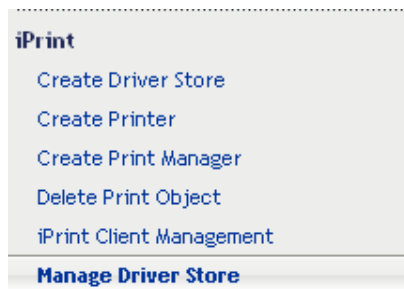 iPrint
Create Driver Store
Create Printer
Create Print Manager
Delete Print Object
iPrint Client Management
Manage Driver Store